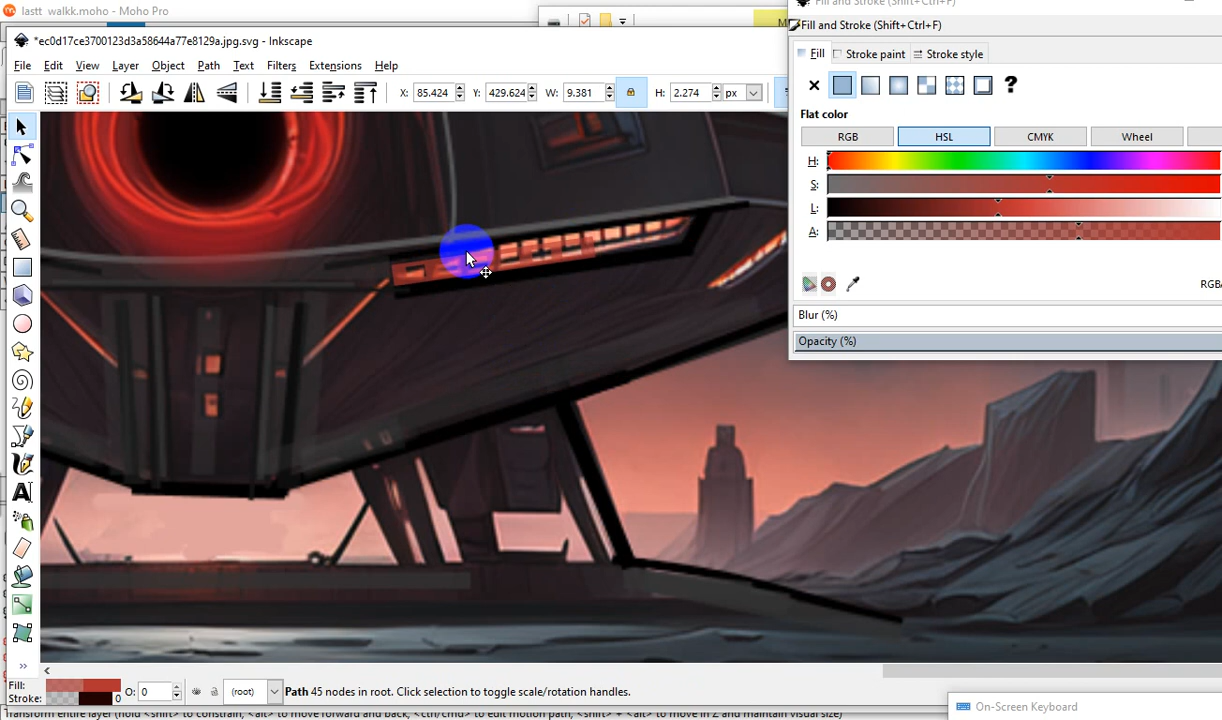 lastt walkk.moho - Moho Pro
*ec0d17ce3700123d3a58644a77e8129a.jpg.svg - Inkscape
File Edit View Layer Object Path Text Filters Extensions Help
X: 85.424 Y: 429.624 W: 9.381 H: 2.274 px
Fill and Stroke (Shift+Ctrl+F)
Fill and Stroke (Shift+Ctrl+F)
Fill Stroke paint Stroke style
Flat color
RGB HSL CMYK Wheel
H:
S:
L:
A:
Blur (%)
Opacity (%)
Fill:
Stroke: 0
O: 0 (root) Path 45 nodes in root. Click selection to toggle scale/rotation handles.
On-Screen Keyboard
Transform entire layer (hold <shift> to constrain, <alt> to move forward and back, <ctrl/cmd> to edit motion path, <shift> + <alt> to move in Z and maintain visual size)